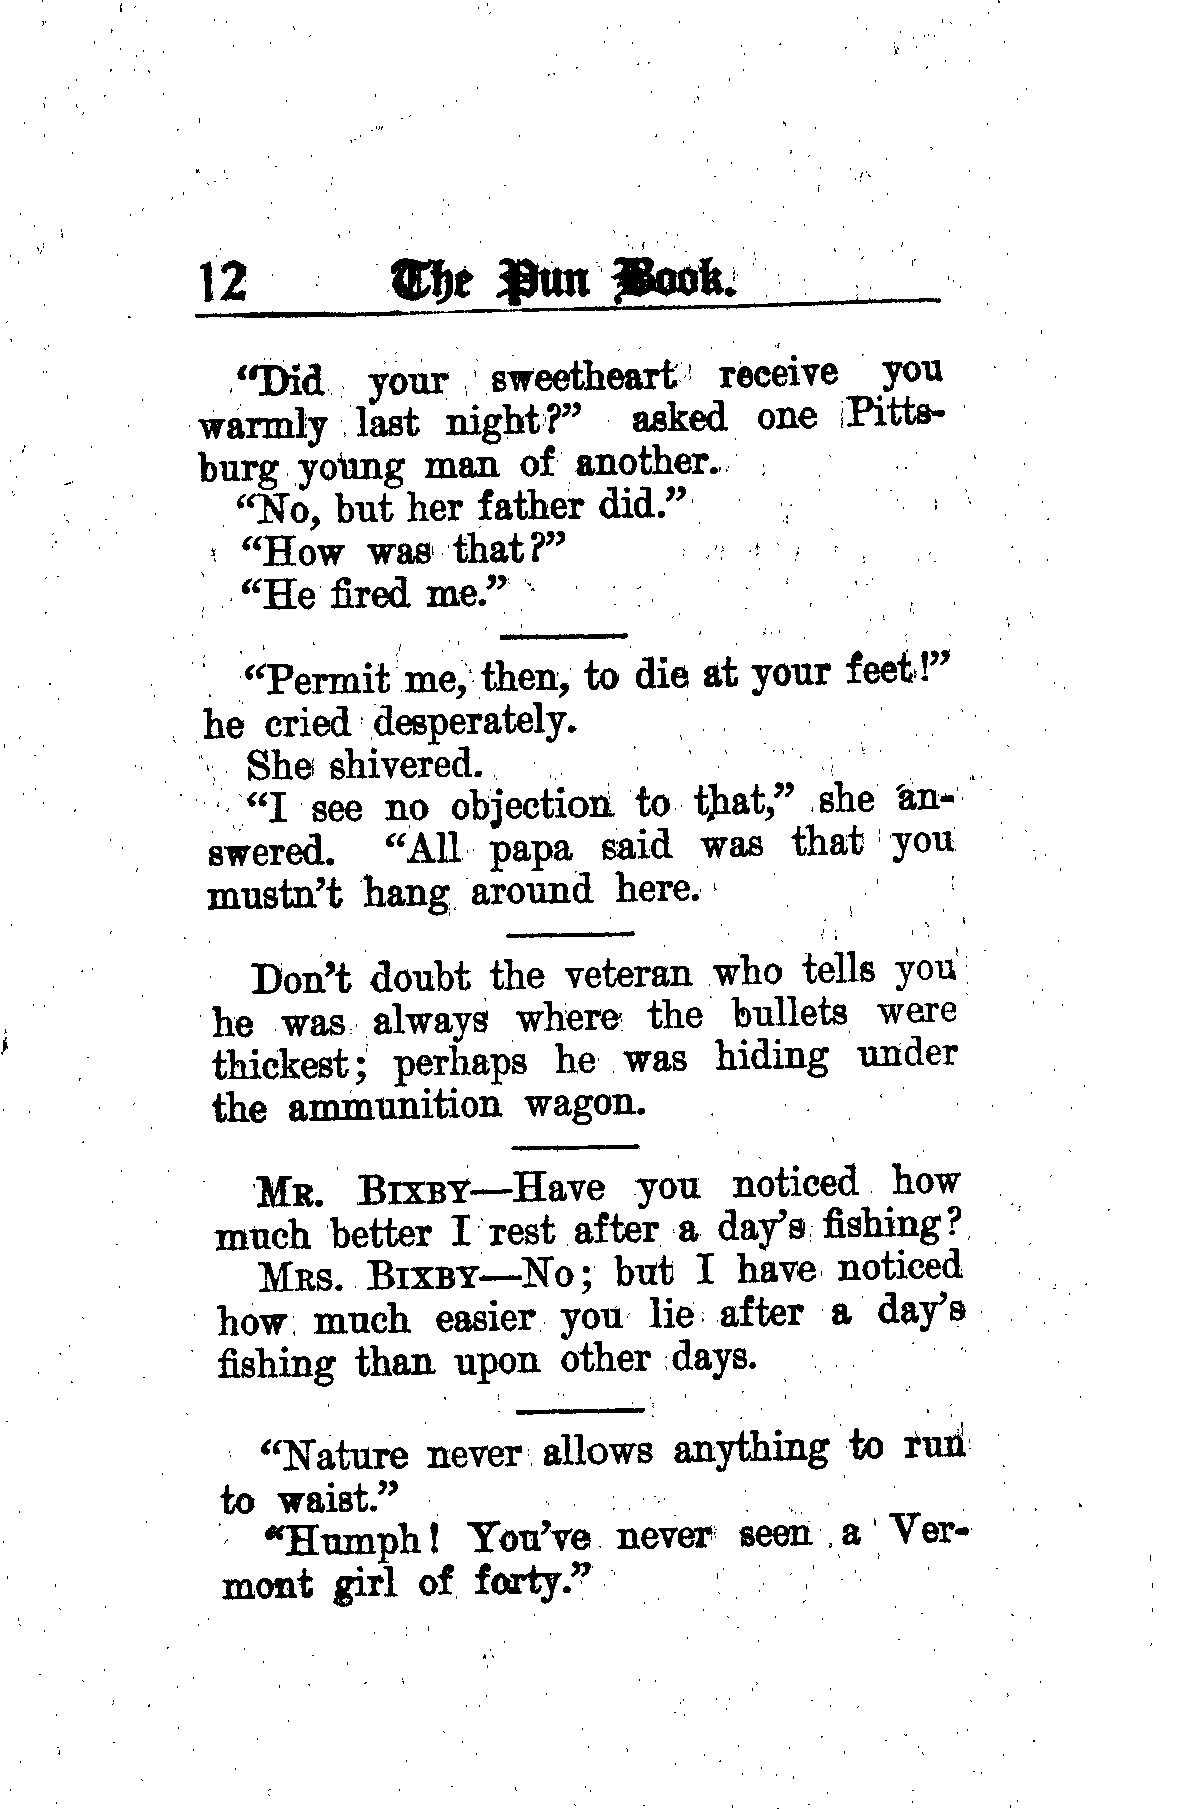 12 The Pun Book.
“Did your sweetheart receive you
warmly last night?” asked one Pitts-
burg young man of another.
“No, but her father did.”
“How was that?”
“He fired me.”
“Permit me, then, to die at your feet!”
he cried desperately.
She shivered.
“I see no objection to that,” she an-
swered. “All papa said was that you
mustn’t hang around here.
Don’t doubt the veteran who tells you
he was always where the bullets were
thickest; perhaps he was hiding under
the ammunition wagon.
MR. BIXBY—Have you noticed how
much better I rest after a day’s fishing?
MRS. BIXBY—No; but I have noticed
how much easier you lie after a day’s
fishing than upon other days.
“Nature never allows anything to run
to waist.”
“Humph! You’ve never seen a Ver-
mont girl of forty.”